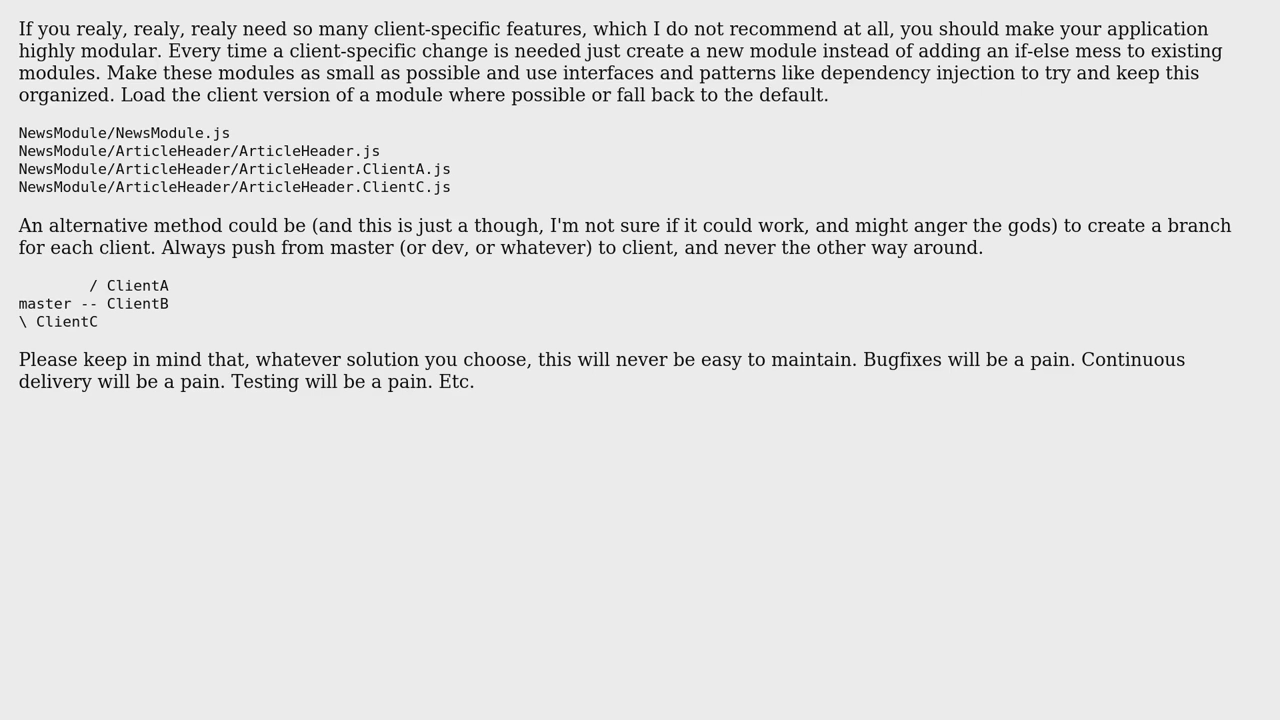 If you realy, realy, realy need so many client-specific features, which I do not recommend at all, you should make your application
highly modular. Every time a client-specific change is needed just create a new module instead of adding an if-else mess to existing
modules. Make these modules as small as possible and use interfaces and patterns like dependency injection to try and keep this
organized. Load the client version of a module where possible or fall back to the default.
NewsModule/NewsModule.js
NewsModule/ArticleHeader/ArticleHeader.js
NewsModule/ArticleHeader/ArticleHeader.ClientA.js
NewsModule/ArticleHeader/ArticleHeader.ClientC.js
An alternative method could be (and this is just a though, I'm not sure if it could work, and might anger the gods) to create a branch
for each client. Always push from master (or dev, or whatever) to client, and never the other way around.
/ ClientA
master -- ClientB
\ ClientC
Please keep in mind that, whatever solution you choose, this will never be easy to maintain. Bugfixes will be a pain. Continuous
delivery will be a pain. Testing will be a pain. Etc.